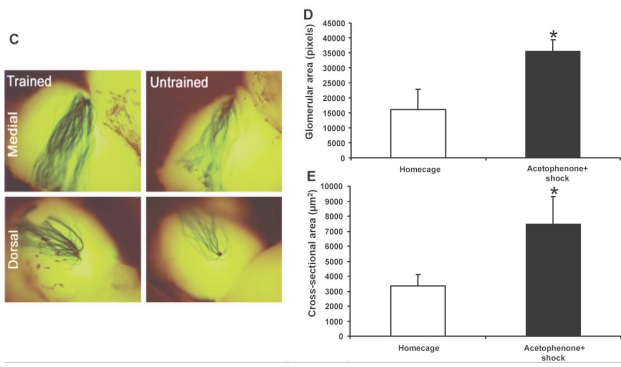 C
Trained
Untrained
Medial
Dorsal
D
Glomerular area (pixels)
45000
40000
35000
30000
25000
20000
15000
10000
5000
0
*
Homecage
Acetophenone+
shock
E
Cross-sectional area (µm²)
10000
9000
8000
7000
6000
5000
4000
3000
2000
1000
0
*
Homecage
Acetophenone+
shock